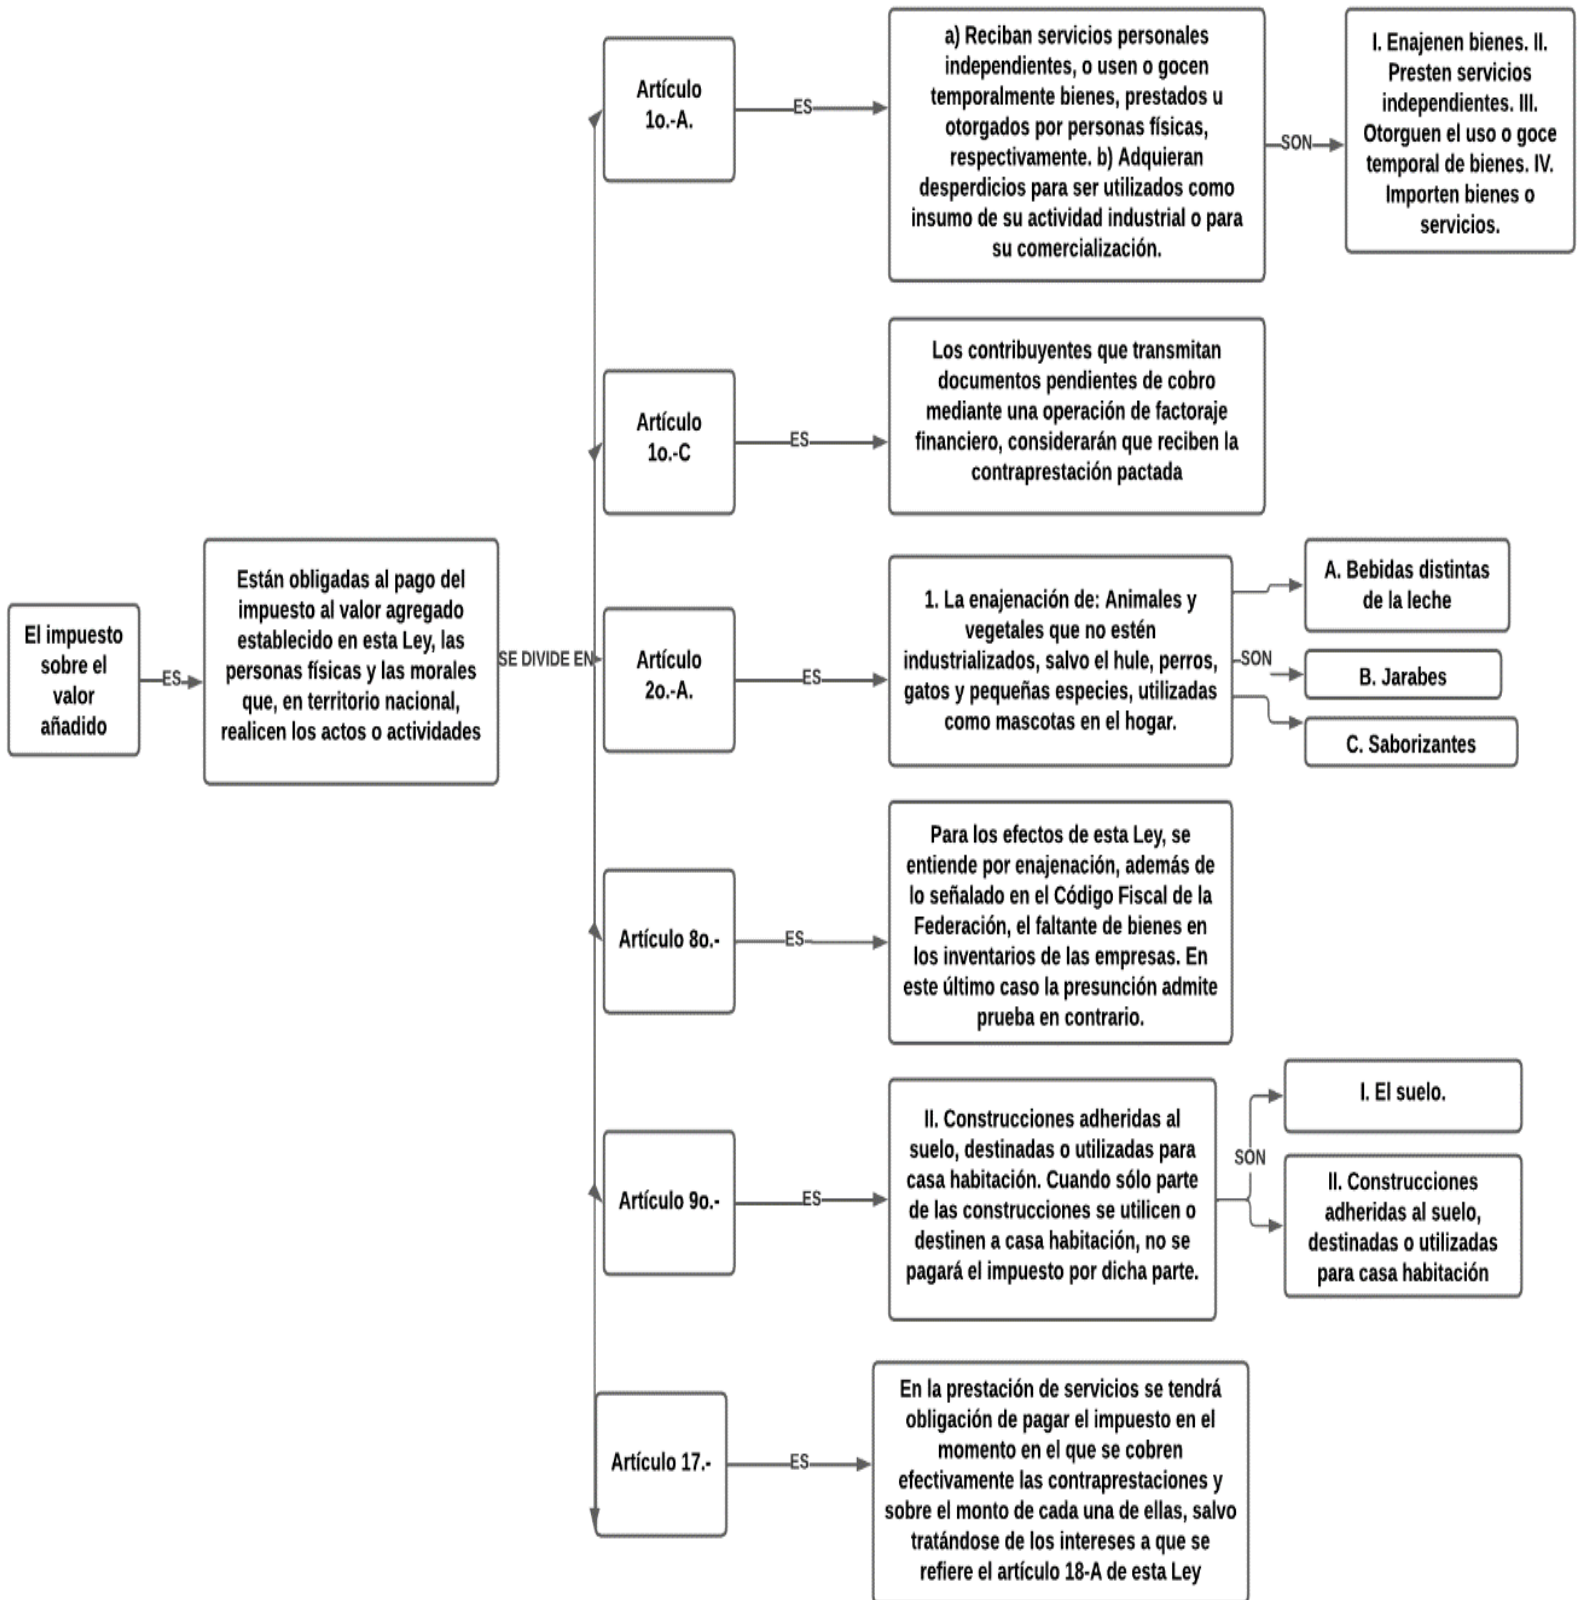 El impuesto
sobre el
valor
añadido
ES
Están obligadas al pago del
impuesto al valor agregado
establecido en esta Ley, las
personas físicas y las morales
que, en territorio nacional,
realicen los actos o actividades
SE DIVIDE EN
Artículo
1o.-A.
ES
a) Reciban servicios personales
independientes, o usen o gocen
temporalmente bienes, prestados u
otorgados por personas físicas,
respectivamente. b) Adquieran
desperdicios para ser utilizados como
insumo de su actividad industrial o para
su comercialización.
SON
I. Enajenen bienes. II.
Presten servicios
independientes. III.
Otorguen el uso o goce
temporal de bienes. IV.
Importen bienes o
servicios.
Artículo
1o.-C
ES
Los contribuyentes que transmitan
documentos pendientes de cobro
mediante una operación de factoraje
financiero, considerarán que reciben la
contraprestación pactada
Artículo
2o.-A.
ES
1. La enajenación de: Animales y
vegetales que no estén
industrializados, salvo el hule, perros,
gatos y pequeñas especies, utilizadas
como mascotas en el hogar.
SON
A. Bebidas distintas
de la leche
B. Jarabes
C. Saborizantes
Artículo 8o.-
ES
Para los efectos de esta Ley, se
entiende por enajenación, además de
lo señalado en el Código Fiscal de la
Federación, el faltante de bienes en
los inventarios de las empresas. En
este último caso la presunción admite
prueba en contrario.
Artículo 9o.-
ES
II. Construcciones adheridas al
suelo, destinadas o utilizadas para
casa habitación. Cuando sólo parte
de las construcciones se utilicen o
destinen a casa habitación, no se
pagará el impuesto por dicha parte.
SON
I. El suelo.
II. Construcciones
adheridas al suelo,
destinadas o utilizadas
para casa habitación
Artículo 17.-
ES
En la prestación de servicios se tendrá
obligación de pagar el impuesto en el
momento en el que se cobren
efectivamente las contraprestaciones y
sobre el monto de cada una de ellas, salvo
tratándose de los intereses a que se
refiere el artículo 18-A de esta Ley